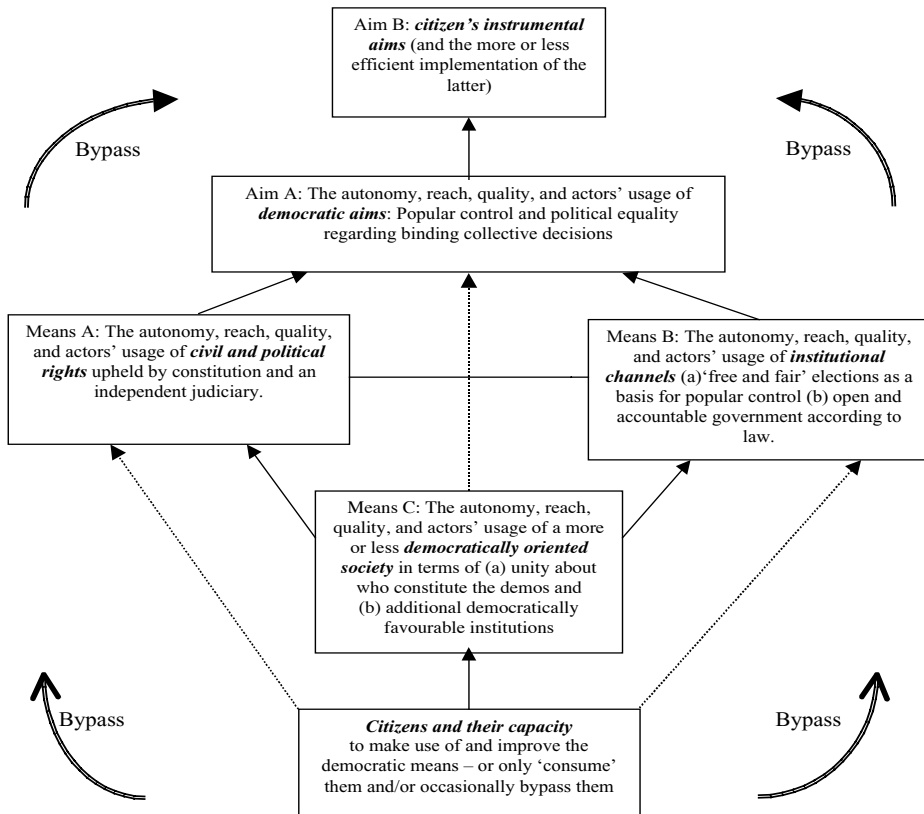 Aim B: citizen's instrumental
aims (and the more or less
efficient implementation of the
latter)
Bypass
Bypass
Aim A: The autonomy, reach, quality, and actors' usage of
democratic aims: Popular control and political equality
regarding binding collective decisions
Means A: The autonomy, reach, quality,
and actors' usage of civil and political
rights upheld by constitution and an
independent judiciary.
Means B: The autonomy, reach, quality,
and actors' usage of institutional
channels (a)‘free and fair’ elections as a
basis for popular control (b) open and
accountable government according to
law.
Means C: The autonomy, reach,
quality, and actors' usage of a more
or less democratically oriented
society in terms of (a) unity about
who constitute the demos and
(b) additional democratically
favourable institutions
Bypass
Bypass
Citizens and their capacity
to make use of and improve the
democratic means – or only ‘consume’
them and/or occasionally bypass them